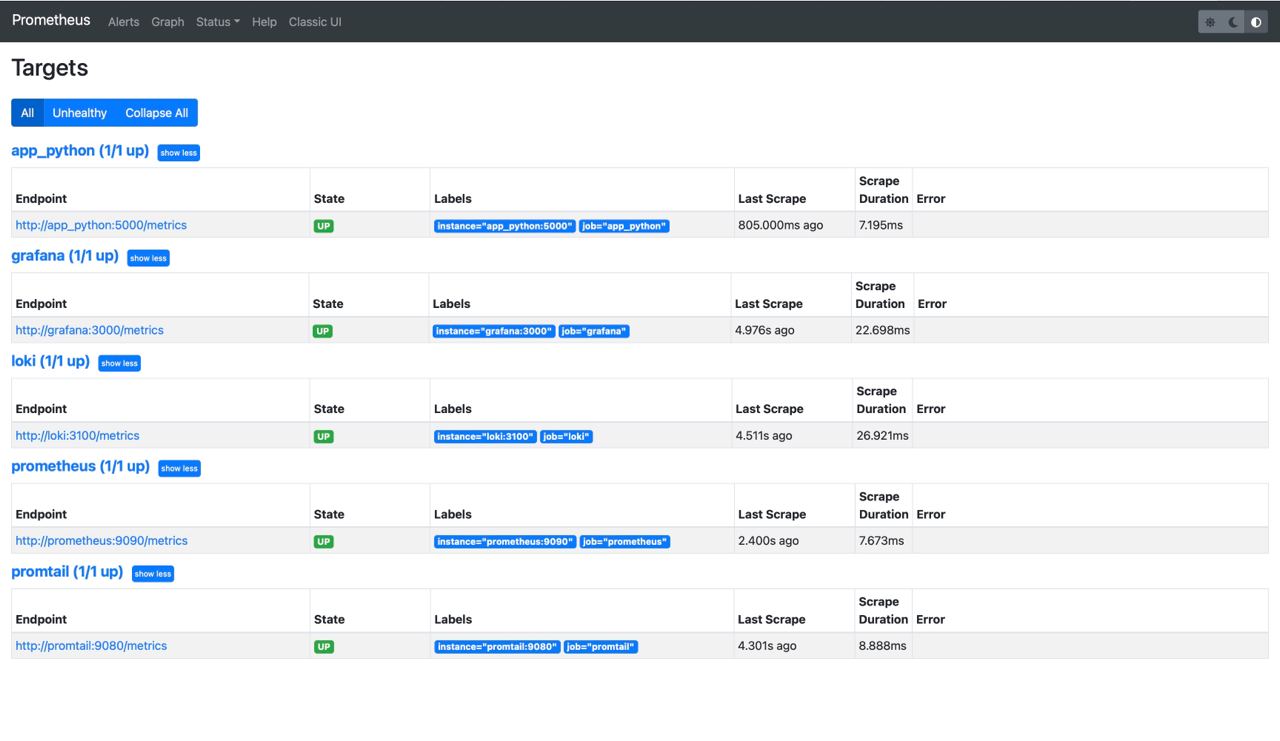 Prometheus Alerts Graph Status Help Classic UI
Targets
All Unhealthy Collapse All
app_python (1/1 up) show less
Scrape
Endpoint State Labels Last Scrape Duration Error
http://app_python:5000/metrics UP instance="app_python:5000" job="app_python" 805.000ms ago 7.195ms
grafana (1/1 up) show less
Scrape
Endpoint State Labels Last Scrape Duration Error
http://grafana:3000/metrics UP instance="grafana:3000" job="grafana" 4.976s ago 22.698ms
loki (1/1 up) show less
Scrape
Endpoint State Labels Last Scrape Duration Error
http://loki:3100/metrics UP instance="loki:3100" job="loki" 4.511s ago 26.921ms
prometheus (1/1 up) show less
Scrape
Endpoint State Labels Last Scrape Duration Error
http://prometheus:9090/metrics UP instance="prometheus:9090" job="prometheus" 2.400s ago 7.673ms
promtail (1/1 up) show less
Scrape
Endpoint State Labels Last Scrape Duration Error
http://promtail:9080/metrics UP instance="promtail:9080" job="promtail" 4.301s ago 8.888ms